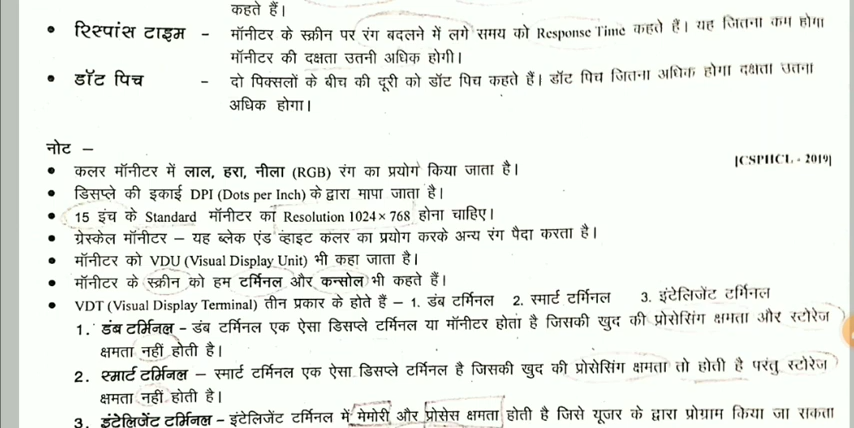 कहते हैं।
• रिस्पांस टाइम - मॉनीटर के स्क्रीन पर रंग बदलने में लगे समय को Response Time कहते हैं। यह जितना कम होगा
मॉनीटर की दक्षता उतनी अधिक होगी।
• डॉट पिच - दो पिक्सलों के बीच की दूरी को डॉट पिच कहते हैं। डॉट पिच जितना अधिक होगा दक्षता उतना
अधिक होगा।
नोट –
• कलर मॉनीटर में लाल, हरा, नीला (RGB) रंग का प्रयोग किया जाता है। [CSPHCL - 2019]
• डिसप्ले की इकाई DPI (Dots per Inch) के द्वारा मापा जाता है।
• 15 इंच के Standard मॉनीटर का Resolution 1024 × 768 होना चाहिए।
• ग्रेस्केल मॉनीटर – यह ब्लेक एंड व्हाइट कलर का प्रयोग करके अन्य रंग पैदा करता है।
• मॉनीटर को VDU (Visual Display Unit) भी कहा जाता है।
• मॉनीटर के स्क्रीन को हम टर्मिनल और कन्सोल भी कहते हैं।
• VDT (Visual Display Terminal) तीन प्रकार के होते हैं – 1. डंब टर्मिनल 2. स्मार्ट टर्मिनल 3. इंटेलिजेंट टर्मिनल
1. डंब टर्मिनल - डंब टर्मिनल एक ऐसा डिसप्ले टर्मिनल या मॉनीटर होता है जिसकी खुद की प्रोसेसिंग क्षमता और स्टोरेज
क्षमता नहीं होती है।
2. स्मार्ट टर्मिनल – स्मार्ट टर्मिनल एक ऐसा डिसप्ले टर्मिनल है जिसकी खुद की प्रोसेसिंग क्षमता तो होती है परंतु स्टोरेज
क्षमता नहीं होती है।
3. इंटेलिजेंट टर्मिनल - इंटेलिजेंट टर्मिनल में मेमोरी और प्रोसेस क्षमता होती है जिसे यूजर के द्वारा प्रोग्राम किया जा सकता